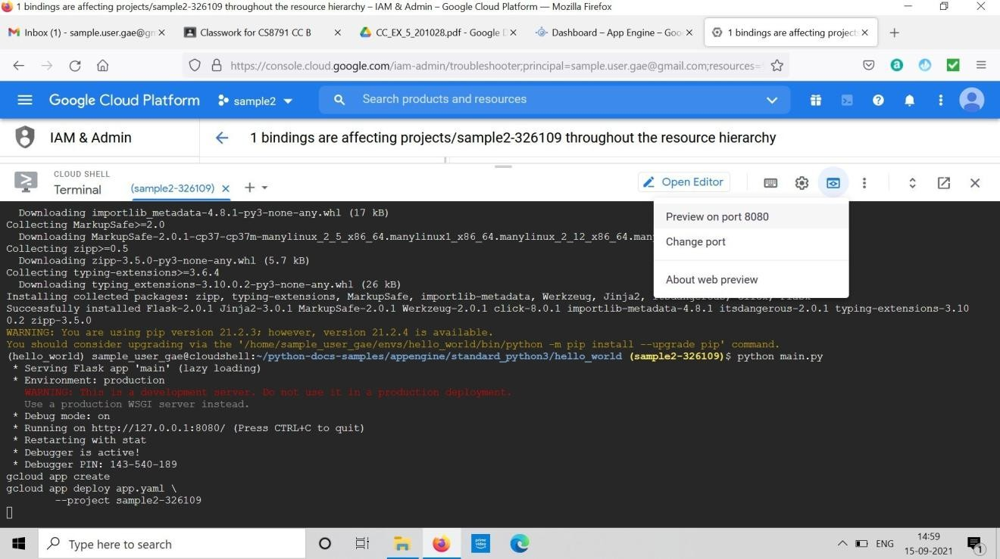 1 bindings are affecting projects/sample2-326109 throughout the resource hierarchy – IAM & Admin – Google Cloud Platform — Mozilla Firefox
Inbox (1) - sample.user.gae@gm
Classwork for CS8791 CC B
CC_EX_5_201028.pdf - Google D
Dashboard – App Engine – Goo
1 bindings are affecting project
https://console.cloud.google.com/iam-admin/troubleshooter;principal=sample.user.gae@gmail.com;resources=
Google Cloud Platform
sample2
Search products and resources
IAM & Admin
1 bindings are affecting projects/sample2-326109 throughout the resource hierarchy
CLOUD SHELL
Terminal
(sample2-326109)
Open Editor
Preview on port 8080
Change port
About web preview
Downloading importlib_metadata-4.8.1-py3-none-any.whl (17 kB)
Collecting MarkupSafe>=2.0
Downloading MarkupSafe-2.0.1-cp37-cp37m-manylinux_2_5_x86_64.manylinux1_x86_64.manylinux_2_12_x86_64.man
Collecting zipp>=0.5
Downloading zipp-3.5.0-py3-none-any.whl (5.7 kB)
Collecting typing-extensions>=3.6.4
Downloading typing_extensions-3.10.0.2-py3-none-any.whl (26 kB)
Installing collected packages: zipp, typing-extensions, MarkupSafe, importlib-metadata, Werkzeug, Jinja2,
Successfully installed Flask-2.0.1 Jinja2-3.0.1 MarkupSafe-2.0.1 Werkzeug-2.0.1 click-8.0.1 importlib-metadata-4.8.1 itsdangerous-2.0.1 typing-extensions-3.10
0.2 zipp-3.5.0
WARNING: You are using pip version 21.2.3; however, version 21.2.4 is available.
You should consider upgrading via the '/home/sample_user_gae/envs/hello_world/bin/python -m pip install --upgrade pip' command.
(hello_world) sample_user_gae@cloudshell:~/python-docs-samples/appengine/standard_python3/hello_world (sample2-326109)$ python main.py
* Serving Flask app 'main' (lazy loading)
* Environment: production
WARNING: This is a development server. Do not use it in a production deployment.
Use a production WSGI server instead.
* Debug mode: on
* Running on http://127.0.0.1:8080/ (Press CTRL+C to quit)
* Restarting with stat
* Debugger is active!
* Debugger PIN: 143-540-189
gcloud app create
gcloud app deploy app.yaml \
--project sample2-326109
Type here to search
prime video
ENG
14:59
15-09-2021
1